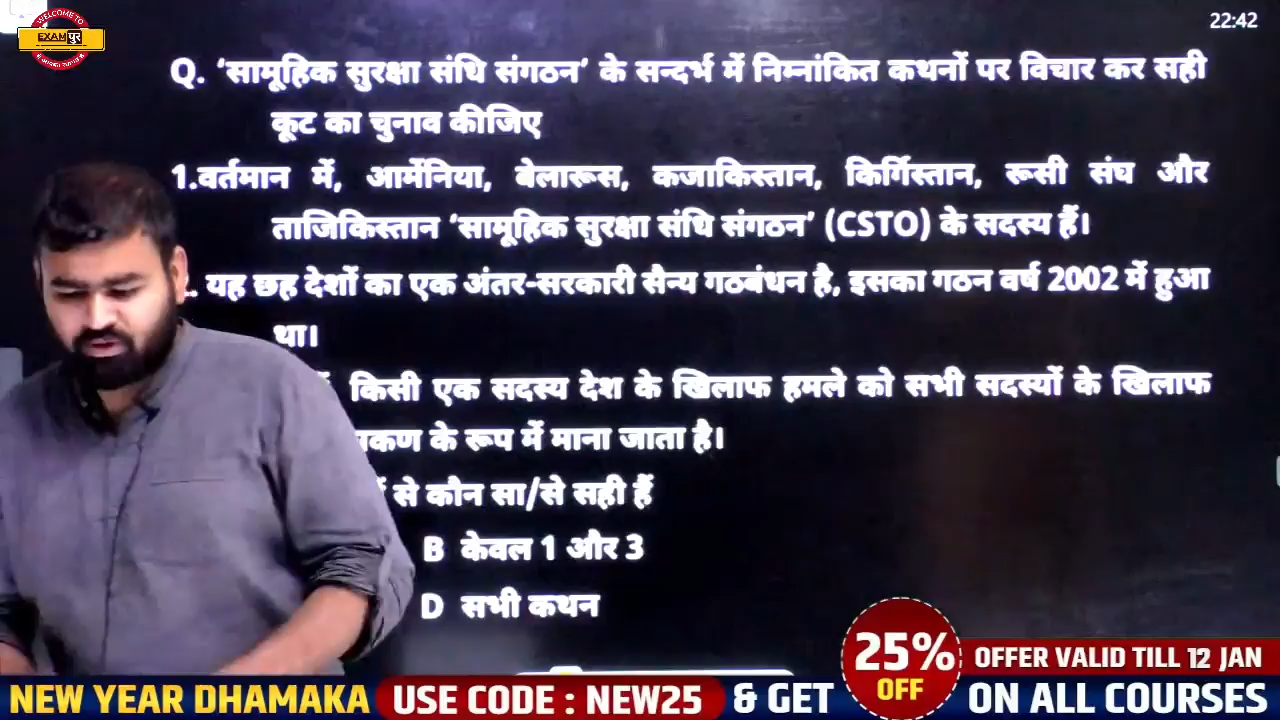 WELCOME TO
EXAMपुर
22:42
Q. ‘सामूहिक सुरक्षा संधि संगठन’ के सन्दर्भ में निम्नांकित कथनों पर विचार कर सही
कूट का चुनाव कीजिए
1.वर्तमान में, आर्मेनिया, बेलारूस, कजाकिस्तान, किर्गिस्तान, रूसी संघ और
ताजिकिस्तान ‘सामूहिक सुरक्षा संधि संगठन’ (CSTO) के सदस्य हैं।
यह छह देशों का एक अंतर-सरकारी सैन्य गठबंधन है, इसका गठन वर्ष 2002 में हुआ
था।
किसी एक सदस्य देश के खिलाफ हमले को सभी सदस्यों के खिलाफ
के रूप में माना जाता है।
से कौन सा/से सही हैं
B केवल 1 और 3
D सभी कथन
25%
OFF
OFFER VALID TILL 12 JAN
NEW YEAR DHAMAKA USE CODE : NEW25 & GET ON ALL COURSES